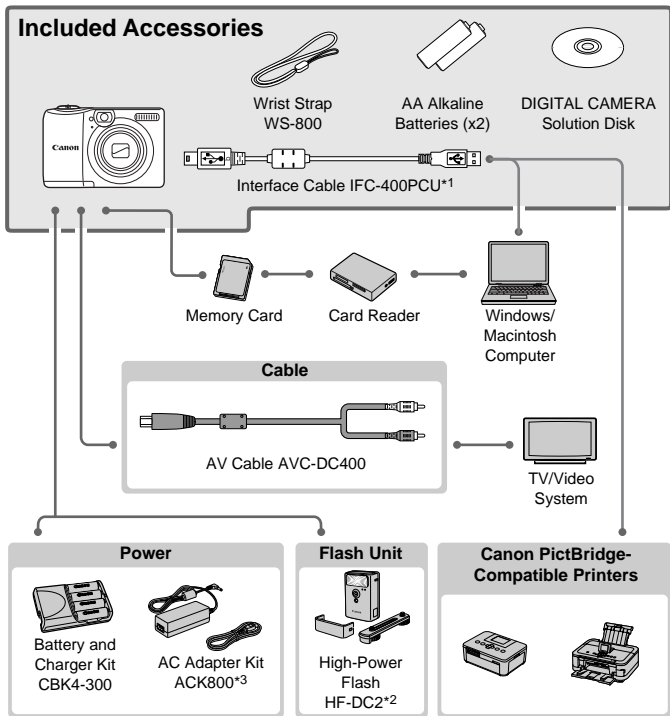 Included Accessories
Canon
Wrist Strap
WS-800
AA Alkaline
Batteries (x2)
DIGITAL CAMERA
Solution Disk
Interface Cable IFC-400PCU*1
Memory Card
Card Reader
Windows/
Macintosh
Computer
Cable
AV Cable AVC-DC400
TV/Video
System
Power
Battery and
Charger Kit
CBK4-300
AC Adapter Kit
ACK800*3
Flash Unit
High-Power
Flash
HF-DC2*2
Canon PictBridge-
Compatible Printers